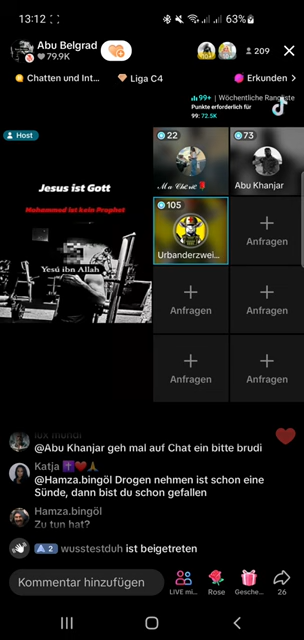 13:12
63%
Abu Belgrad
79.9K
209
Chatten und Int...
Liga C4
Erkunden >
99+ | Wöchentliche Rangliste
Punkte erforderlich für
99: 72.5K
Host
Jesus ist Gott
Mohammad ist kein Prophet
Yesú ibn Allah
22
73
Abu Khanjar
105
Urbanderzwei...
Anfragen
Anfragen
Anfragen
Anfragen
Anfragen
lux mundi
@Abu Khanjar geh mal auf Chat ein bitte brudi
Katja ✝️❤️🙏
@Hamza.bingöl Drogen nehmen ist schon eine
Sünde, dann bist du schon gefallen
Hamza.bingöl
Zu tun hat?
2 wusstestduh ist beigetreten
Kommentar hinzufügen
LIVE mi...
Rose
Gesche...
26